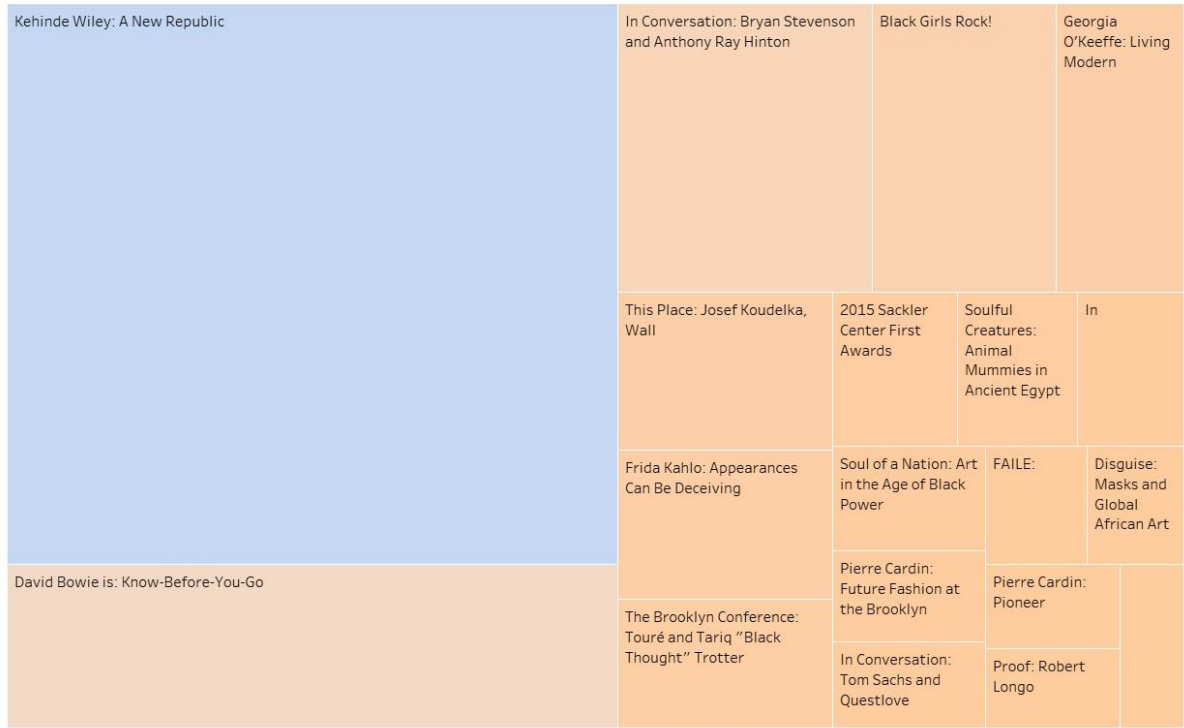 Kehinde Wiley: A New Republic
David Bowie is: Know-Before-You-Go
In Conversation: Bryan Stevenson
and Anthony Ray Hinton
Black Girls Rock!
Georgia
O’Keeffe: Living
Modern
This Place: Josef Koudelka,
Wall
Frida Kahlo: Appearances
Can Be Deceiving
The Brooklyn Conference:
Touré and Tariq “Black
Thought” Trotter
2015 Sackler
Center First
Awards
Soulful
Creatures:
Animal
Mummies in
Ancient Egypt
In
Soul of a Nation: Art
in the Age of Black
Power
FAILE:
Disguise:
Masks and
Global
African Art
Pierre Cardin:
Future Fashion at
the Brooklyn
In Conversation:
Tom Sachs and
Questlove
Pierre Cardin:
Pioneer
Proof: Robert
Longo